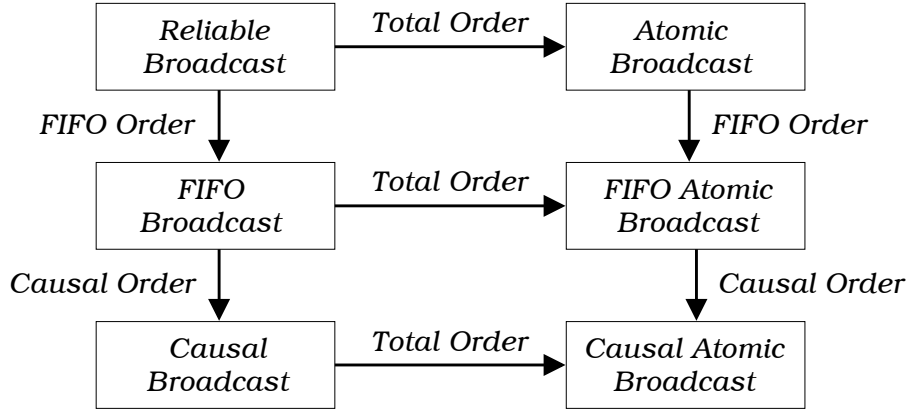 Reliable
Broadcast
Total Order
Atomic
Broadcast
FIFO Order
FIFO Order
FIFO
Broadcast
Total Order
FIFO Atomic
Broadcast
Causal Order
Causal Order
Causal
Broadcast
Total Order
Causal Atomic
Broadcast